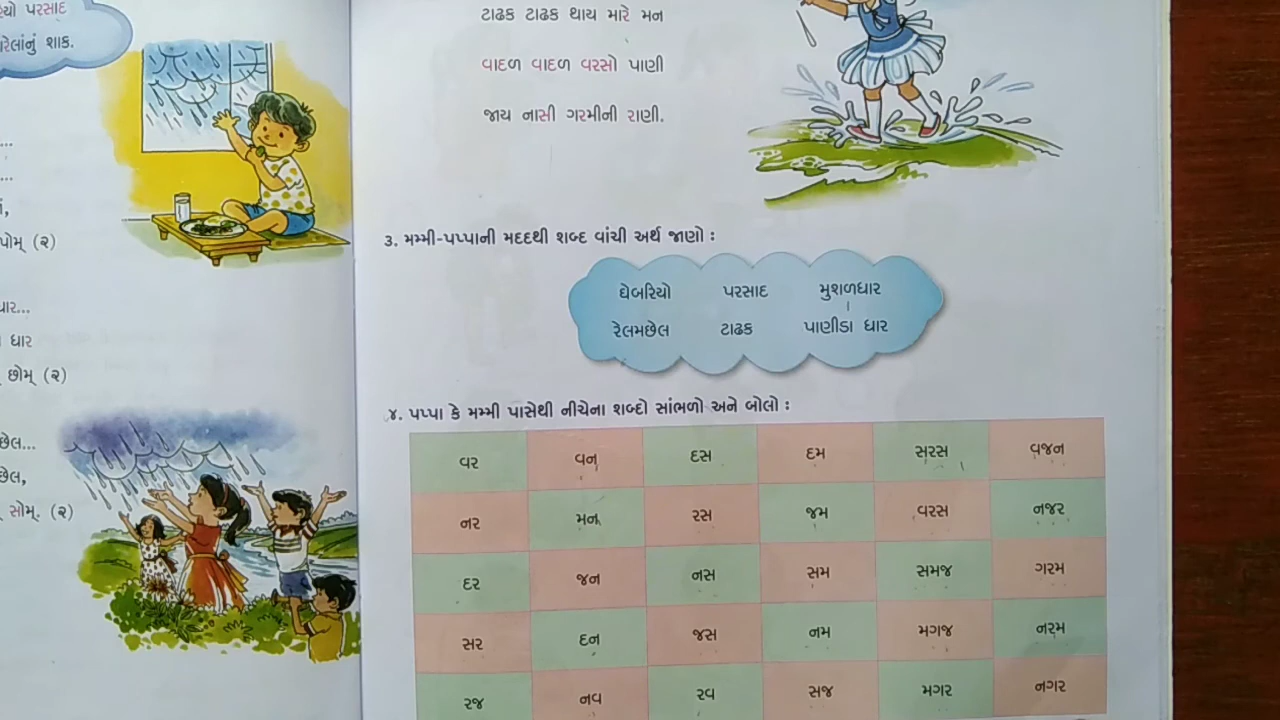 પરસાદ
શાક.
પોમ્ (૨)
ધાર
છોમ્ (૨)
સોમ્. (૨)
ટાઢક ટાઢક થાય મારે મન
વાદળ વાદળ વરસો પાણી
જાય નાસી ગરમીની રાણી.
૩. મમ્મી-પપ્પાની મદદથી શબ્દ વાંચી અર્થ જાણો :
ઘેબરિયો પરસાદ મુશળધાર
રેલમછેલ ટાઢક પાણીડા ધાર
૪. પપ્પા કે મમ્મી પાસેથી નીચેના શબ્દો સાંભળો અને બોલો :
વર વન દસ દમ સરસ વજન
નર મન રસ જમ વરસ નજર
દર જન નસ સમ સમજ ગરમ
સર દન જસ નમ મગજ નરમ
રજ નવ રવ સજ મગર નગર